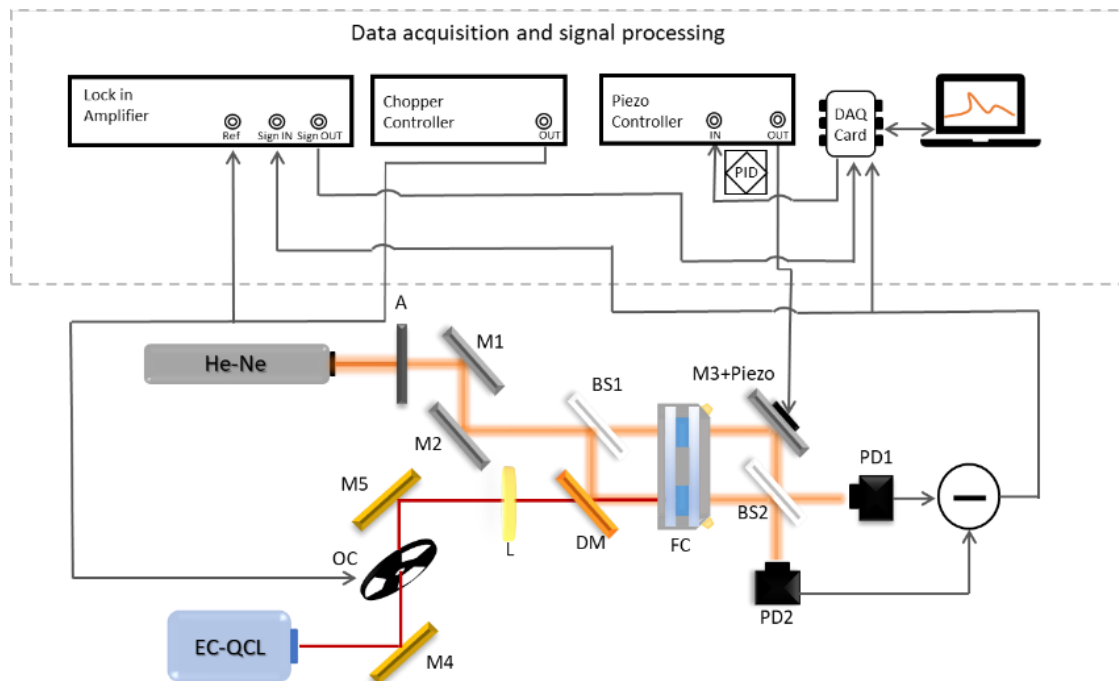 Data acquisition and signal processing
Lock in
Amplifier
Ref
Sign IN
Sign OUT
Chopper
Controller
OUT
Piezo
Controller
IN
OUT
PID
DAQ
Card
A
M1
He-Ne
M2
BS1
M3+Piezo
M5
PD1
BS2
L
DM
FC
OC
PD2
EC-QCL
M4